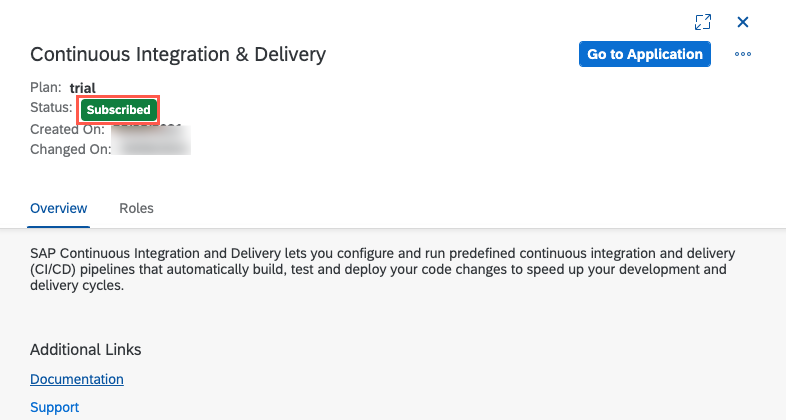 Continuous Integration & Delivery
Go to Application
Plan: trial
Status: Subscribed
Created On:
Changed On:
Overview
Roles
SAP Continuous Integration and Delivery lets you configure and run predefined continuous integration and delivery
(CI/CD) pipelines that automatically build, test and deploy your code changes to speed up your development and
delivery cycles.
Additional Links
Documentation
Support